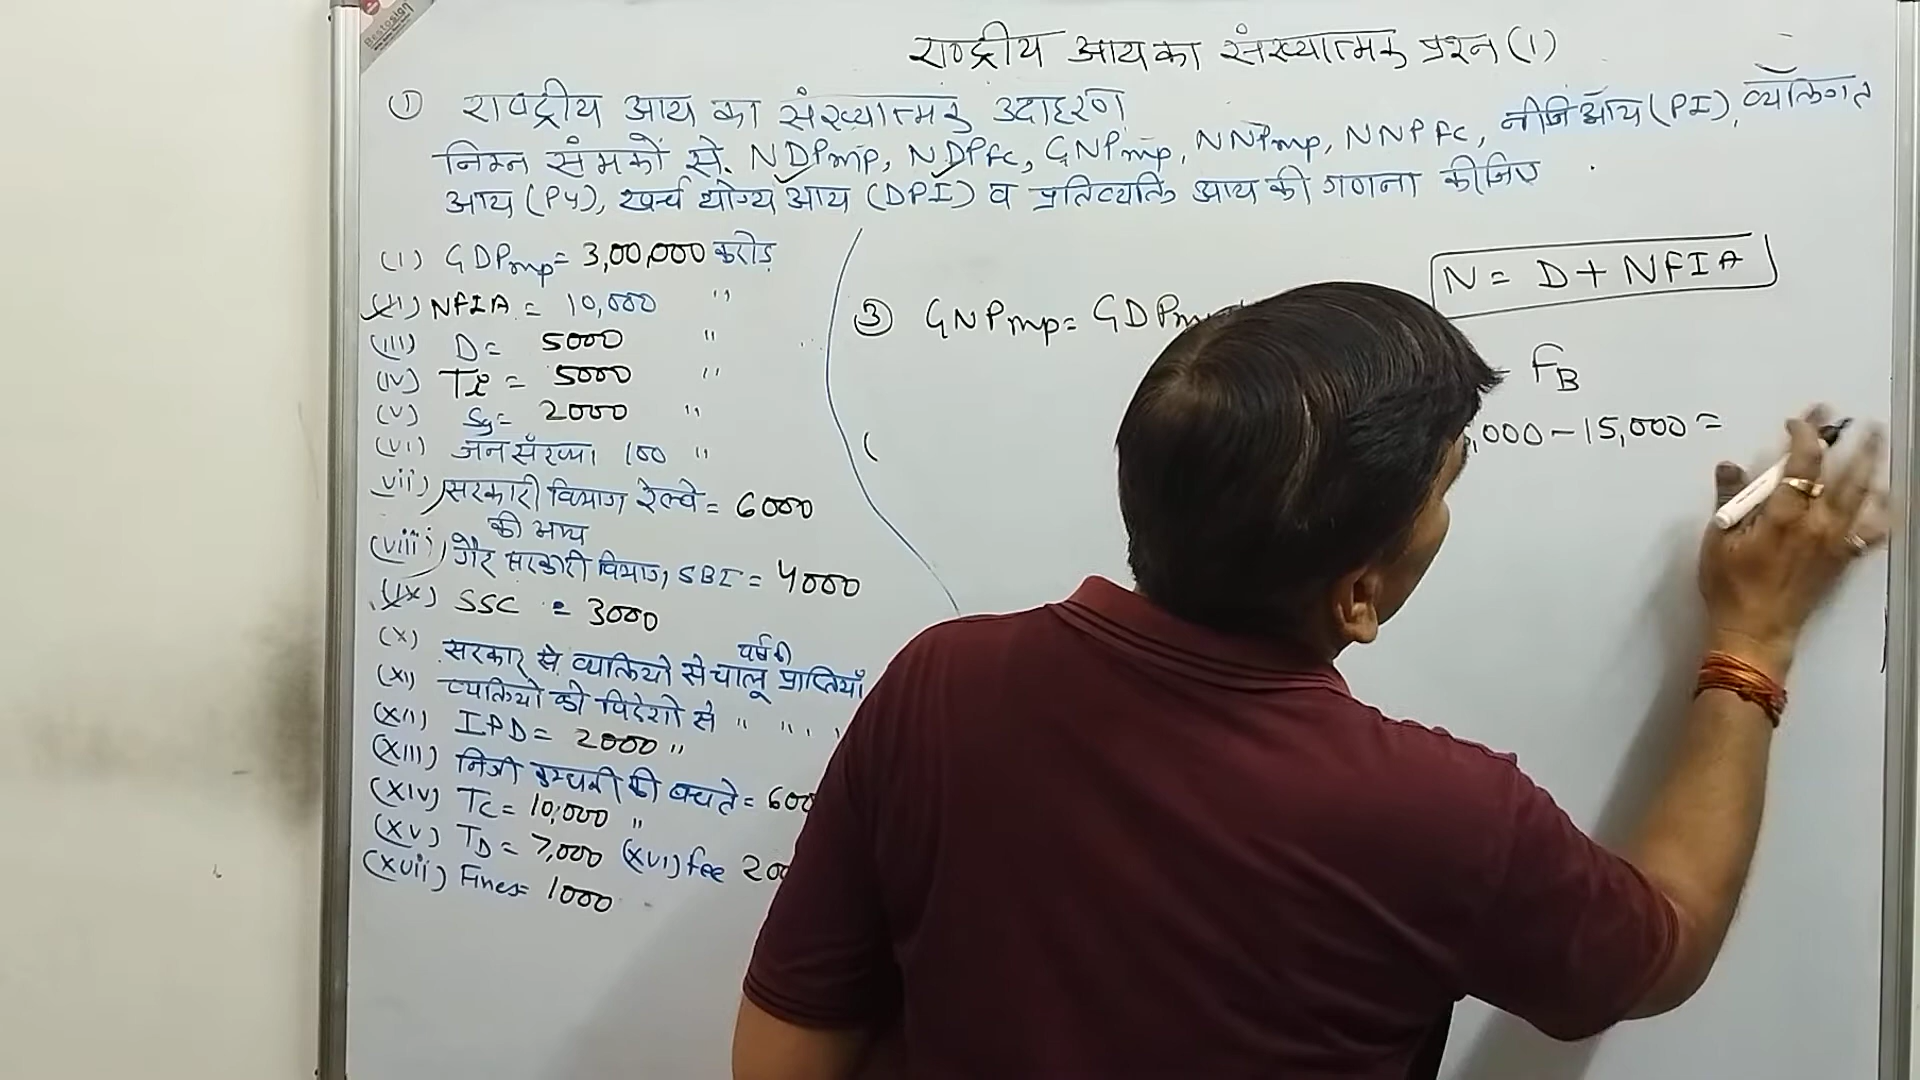 Bestosign
राष्ट्रीय आय का संख्यात्मक प्रश्न (1)
① राष्ट्रीय आय का संख्यात्मक उदाहरण
निम्न संमकों से. NDPmp, NDPfc, GNPmp, NNPmp, NNPfc, नीजि आय (PI), व्यक्तिगत
आय (PY), खर्च योग्य आय (DPI) व प्रतिव्यक्ति आय की गणना कीजिए
(i) GDPmp = 3,00,000 करोड़
(ii) NFIA = 10,000 "
(iii) D = 5000 "
(iv) Ti = 5000 "
(v) Sg = 2000 "
(vi) जनसंख्या 100 "
vii) सरकारी विभाग रेल्वे = 6000
की आय
(viii) गैर सरकारी विभाग, SBI = 4000
(ix) SSC = 3000
(x) सरकार से व्यक्तियो से चालू वर्ष की प्राप्तियाँ
(xi) व्यक्तियो को विदेशो से " " "
(xii) IPD = 2000 "
(xiii) निजी कम्पनी की बचते = 600
(xiv) Tc = 10,000 "
(xv) TD = 7,000 (xvi) fee 200
(xvii) Fines = 1000
N = D + NFIA
③ GNPmp = GDPm
- FB
,000 - 15,000 =